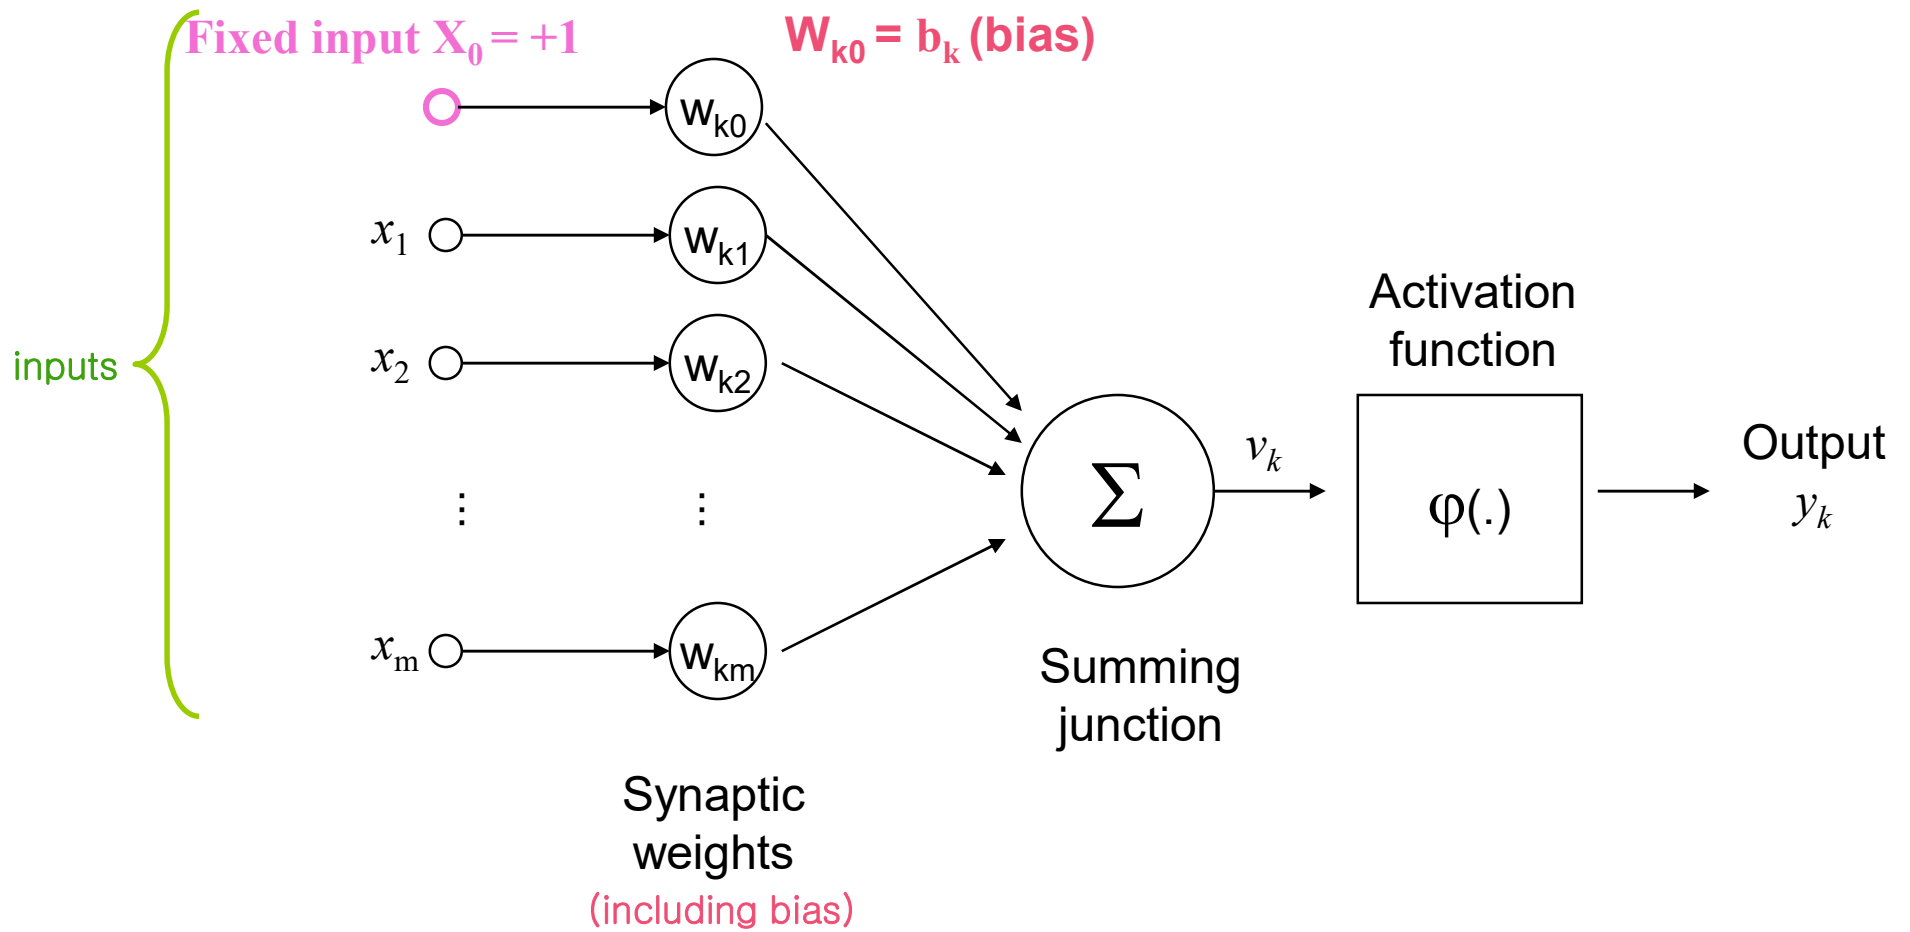 Fixed input X0 = +1
Wk0 = bk (bias)
wk0
x1
wk1
x2
wk2
inputs
⋮
⋮
xm
wkm
Σ
vk
Activation
function
φ(.)
Output
yk
Summing
junction
Synaptic
weights
(including bias)